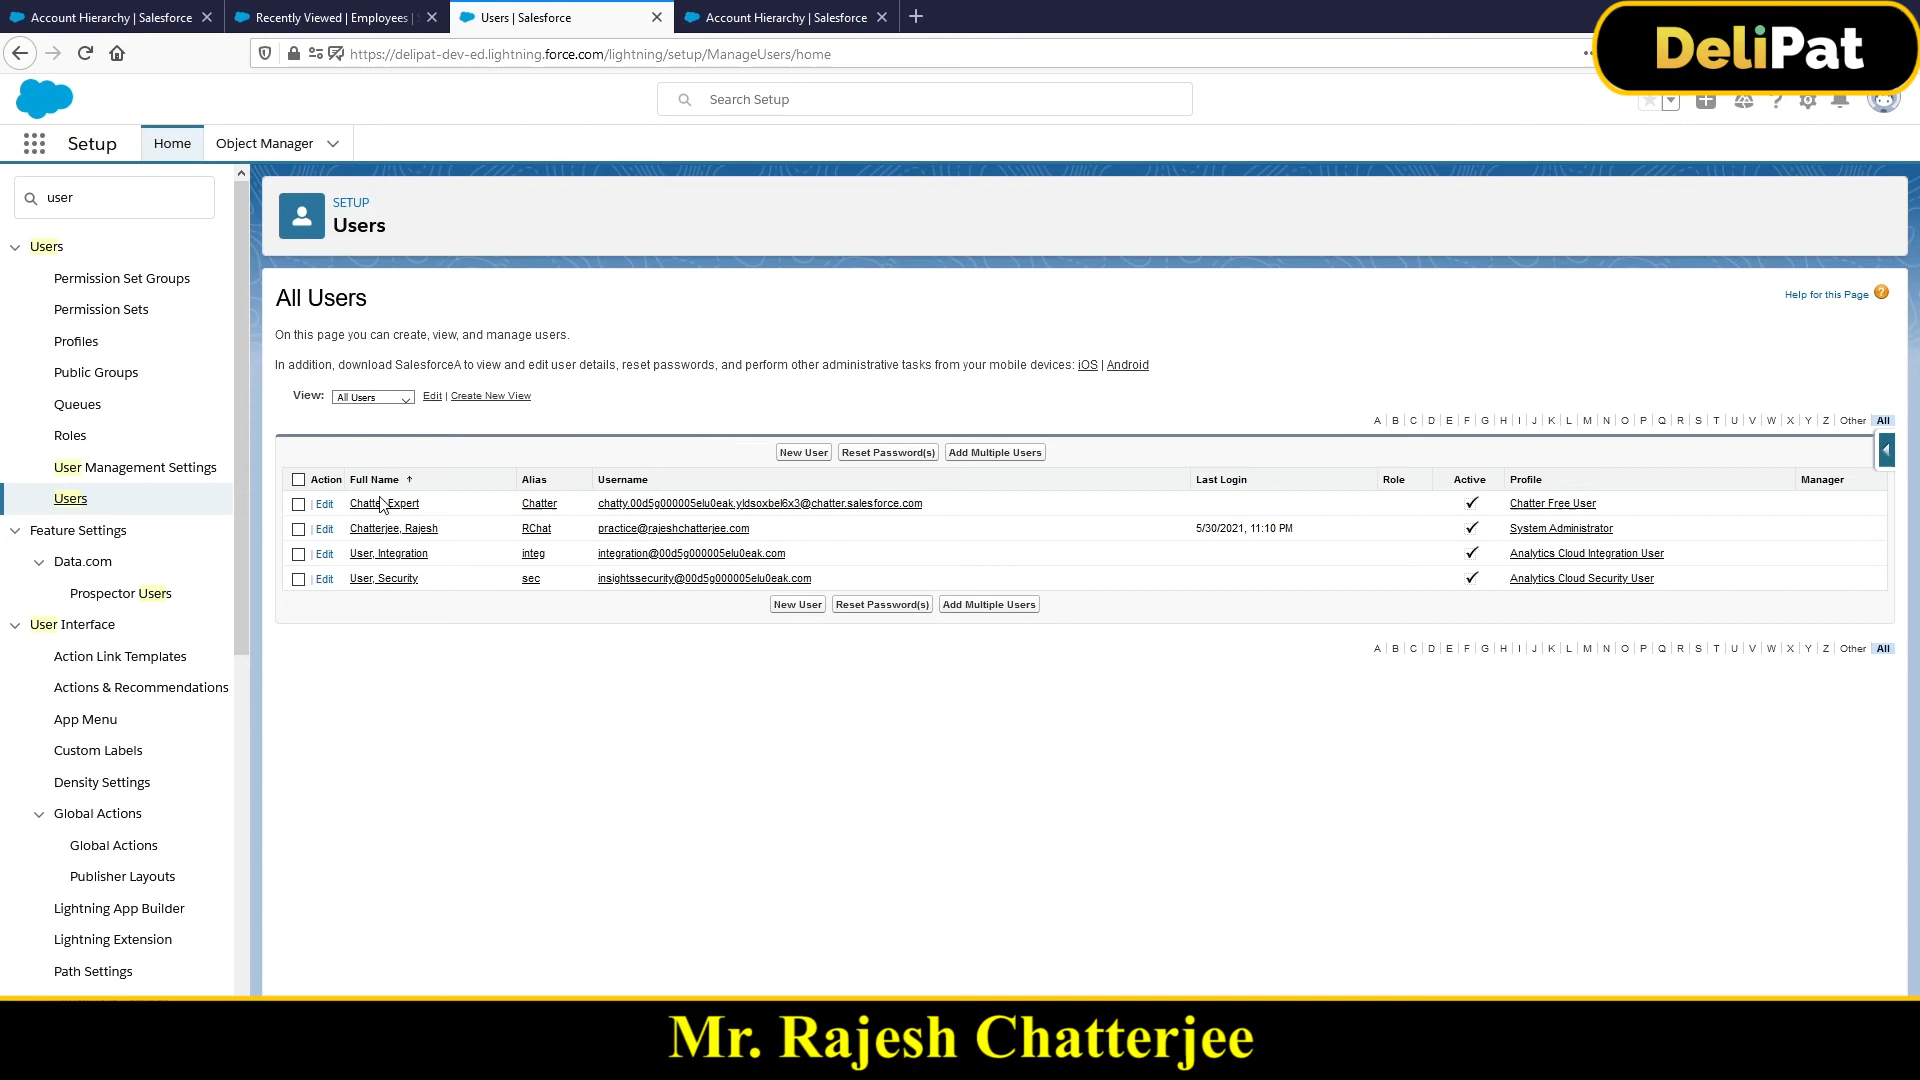 Account Hierarchy | Salesforce
Recently Viewed | Employees |
Users | Salesforce
Account Hierarchy | Salesforce
https://delipat-dev-ed.lightning.force.com/lightning/setup/ManageUsers/home
DeliPat
Search Setup
Setup
Home
Object Manager
user
Users
Permission Set Groups
Permission Sets
Profiles
Public Groups
Queues
Roles
User Management Settings
Users
Feature Settings
Data.com
Prospector Users
User Interface
Action Link Templates
Actions & Recommendations
App Menu
Custom Labels
Density Settings
Global Actions
Global Actions
Publisher Layouts
Lightning App Builder
Lightning Extension
Path Settings
SETUP
Users
All Users
Help for this Page ?
On this page you can create, view, and manage users.
In addition, download SalesforceA to view and edit user details, reset passwords, and perform other administrative tasks from your mobile devices: iOS | Android
View: All Users Edit | Create New View
A | B | C | D | E | F | G | H | I | J | K | L | M | N | O | P | Q | R | S | T | U | V | W | X | Y | Z | Other | All
New User Reset Password(s) Add Multiple Users
Action Full Name Alias Username Last Login Role Active Profile Manager
| Edit Chatter Expert Chatter chatty.00d5g000005elu0eak.yldsoxbel6x3@chatter.salesforce.com Chatter Free User
| Edit Chatterjee, Rajesh RChat practice@rajeshchatterjee.com 5/30/2021, 11:10 PM System Administrator
| Edit User, Integration integ integration@00d5g000005elu0eak.com Analytics Cloud Integration User
| Edit User, Security sec insightssecurity@00d5g000005elu0eak.com Analytics Cloud Security User
New User Reset Password(s) Add Multiple Users
A | B | C | D | E | F | G | H | I | J | K | L | M | N | O | P | Q | R | S | T | U | V | W | X | Y | Z | Other | All
Mr. Rajesh Chatterjee